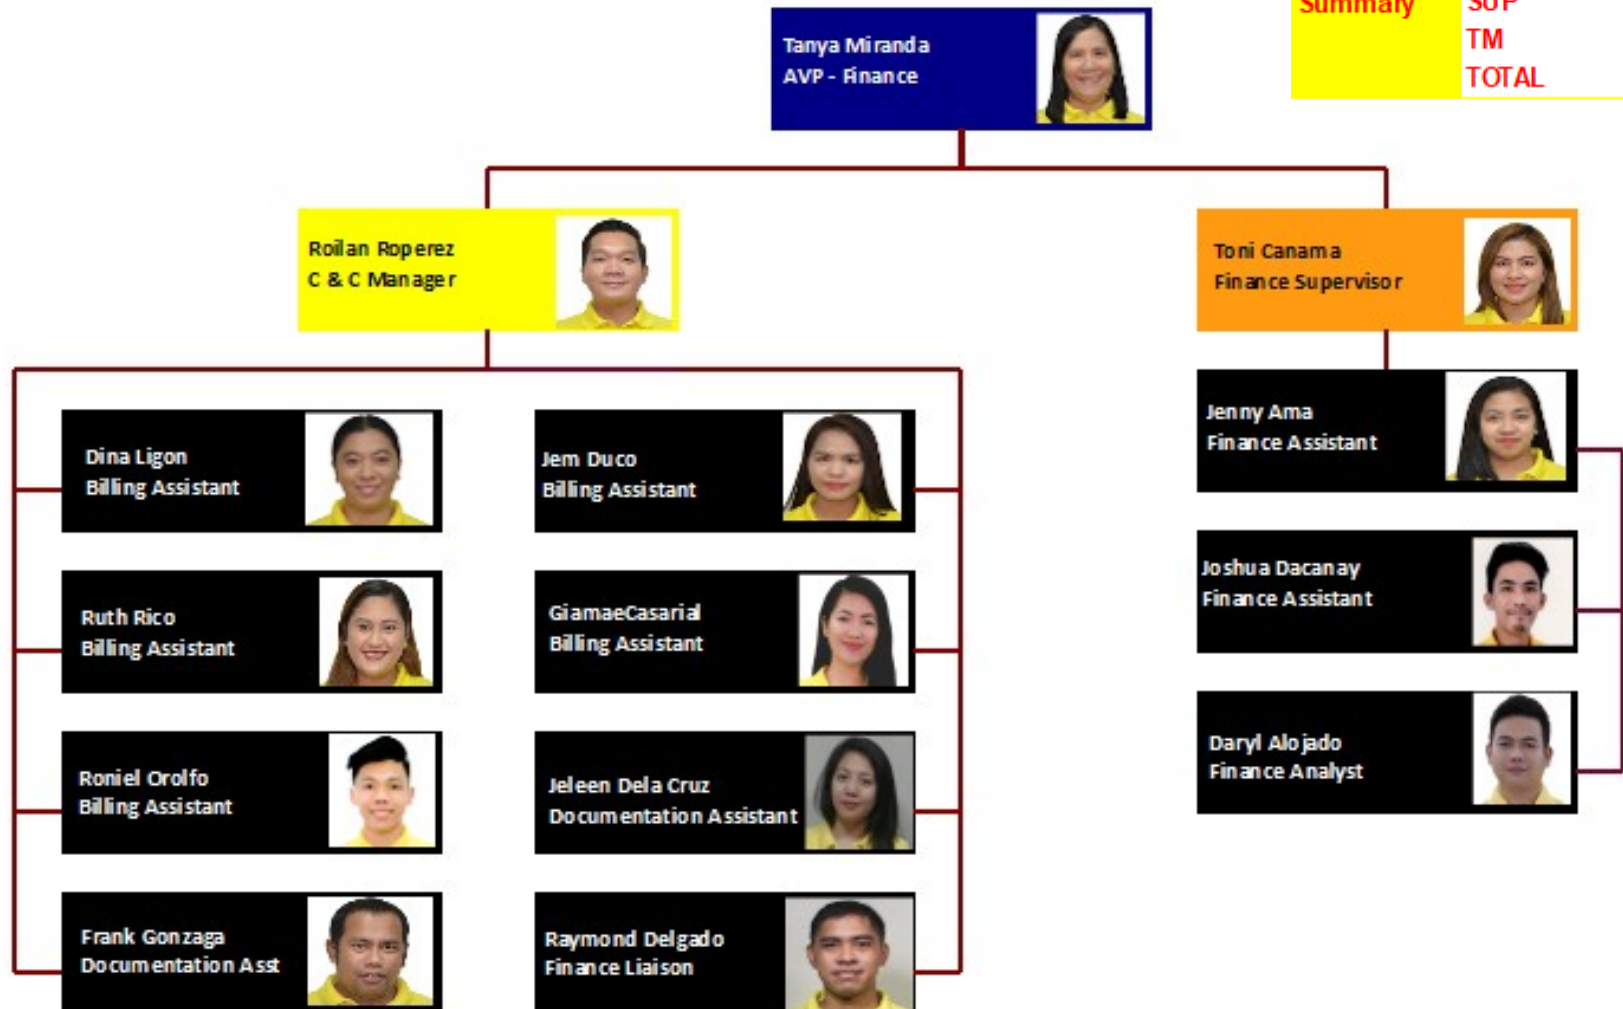 Tanya Miranda
AVP - Finance
Summary
SUP
TM
TOTAL
Roilan Roperez
C & C Manager
Toni Canama
Finance Supervisor
Dina Ligon
Billing Assistant
Jem Duco
Billing Assistant
Jenny Ama
Finance Assistant
Ruth Rico
Billing Assistant
GiamaeCasarial
Billing Assistant
Joshua Dacanay
Finance Assistant
Roniel Orolfo
Billing Assistant
Jeleen Dela Cruz
Documentation Assistant
Daryl Alojado
Finance Analyst
Frank Gonzaga
Documentation Asst
Raymond Delgado
Finance Liaison